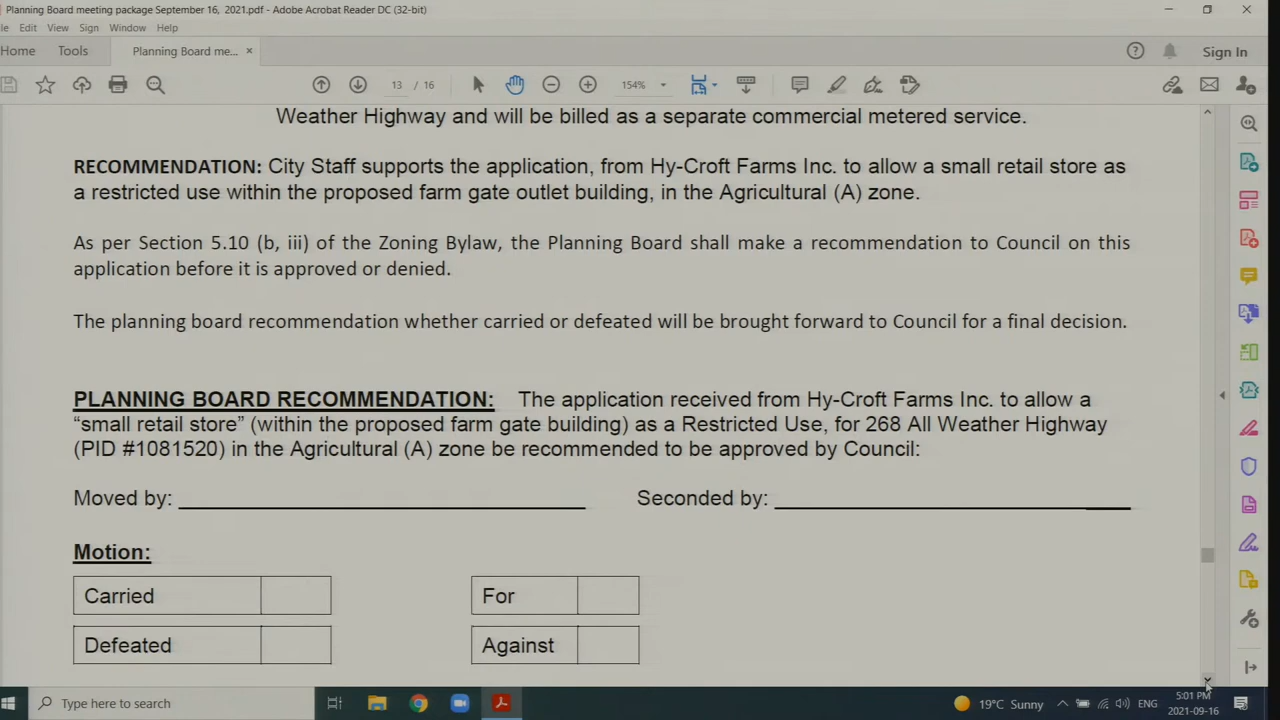 Planning Board meeting package September 16, 2021.pdf - Adobe Acrobat Reader DC (32-bit)
le Edit View Sign Window Help
Home Tools Planning Board me... × Sign In
13 / 16 154%
Weather Highway and will be billed as a separate commercial metered service.
RECOMMENDATION: City Staff supports the application, from Hy-Croft Farms Inc. to allow a small retail store as
a restricted use within the proposed farm gate outlet building, in the Agricultural (A) zone.
As per Section 5.10 (b, iii) of the Zoning Bylaw, the Planning Board shall make a recommendation to Council on this
application before it is approved or denied.
The planning board recommendation whether carried or defeated will be brought forward to Council for a final decision.
PLANNING BOARD RECOMMENDATION: The application received from Hy-Croft Farms Inc. to allow a
“small retail store” (within the proposed farm gate building) as a Restricted Use, for 268 All Weather Highway
(PID #1081520) in the Agricultural (A) zone be recommended to be approved by Council:
Moved by: Seconded by:
Motion:
Carried For
Defeated Against
Type here to search 19°C Sunny ENG 5:01 PM
2021-09-16